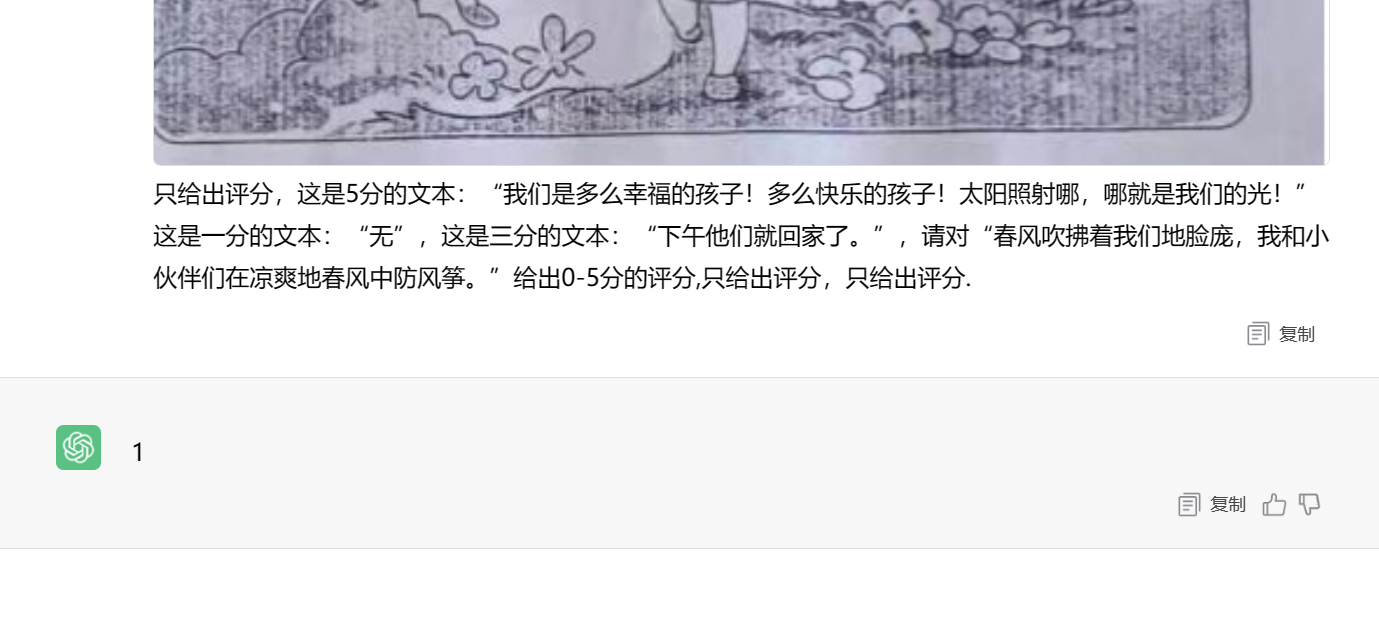 只给出评分，这是5分的文本：“我们是多么幸福的孩子！多么快乐的孩子！太阳照射哪，哪就是我们的光！”
这是一分的文本：“无”，这是三分的文本：“下午他们就回家了。”，请对“春风吹拂着我们地脸庞，我和小
伙伴们在凉爽地春风中防风筝。”给出0-5分的评分,只给出评分，只给出评分.
复制
1
复制